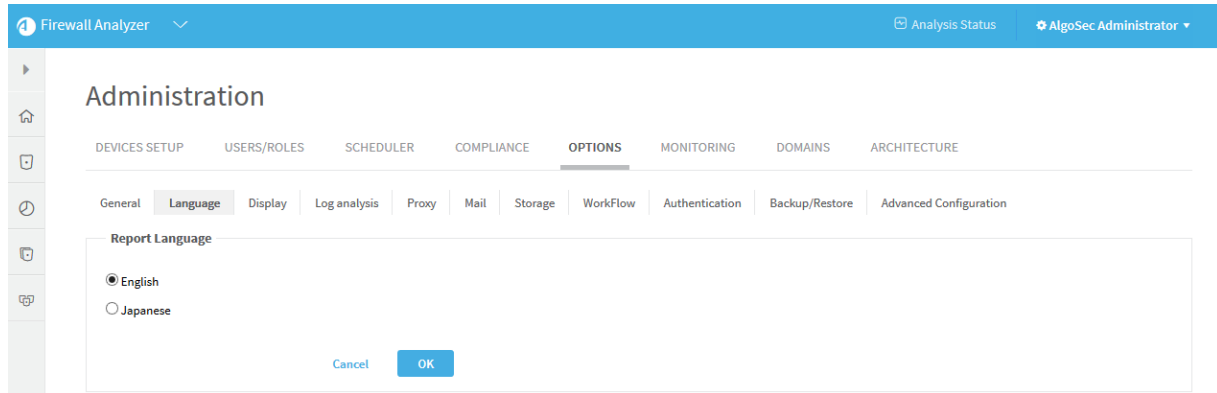 Firewall Analyzer Analysis Status AlgoSec Administrator
Administration
DEVICES SETUP USERS/ROLES SCHEDULER COMPLIANCE OPTIONS MONITORING DOMAINS ARCHITECTURE
General Language Display Log analysis Proxy Mail Storage WorkFlow Authentication Backup/Restore Advanced Configuration
Report Language
English
Japanese
Cancel OK